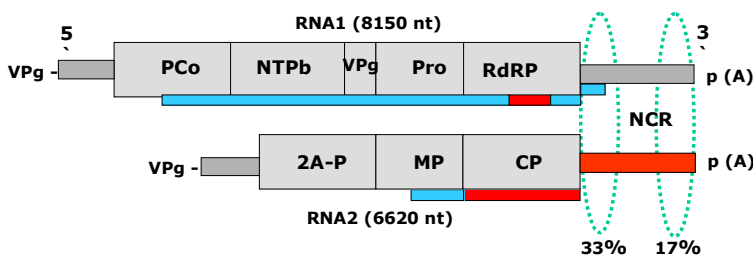 RNA1 (8150 nt)
5
`
3
`
VPg -
PCo
NTPb
VPg
Pro
RdRP
p (A)
NCR
VPg -
2A-P
MP
CP
p (A)
RNA2 (6620 nt)
33%
17%